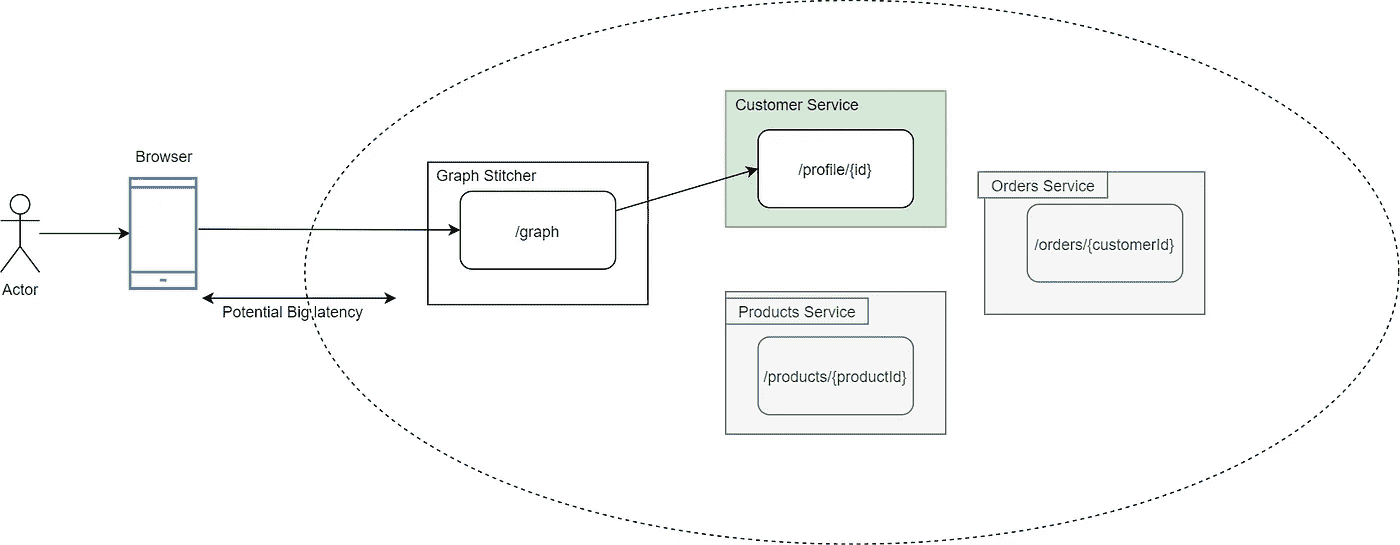 Customer Service
/profile/{id}
Browser
Graph Stitcher
/graph
Orders Service
/orders/{customerId}
Actor
Potential Big latency
Products Service
/products/{productId}